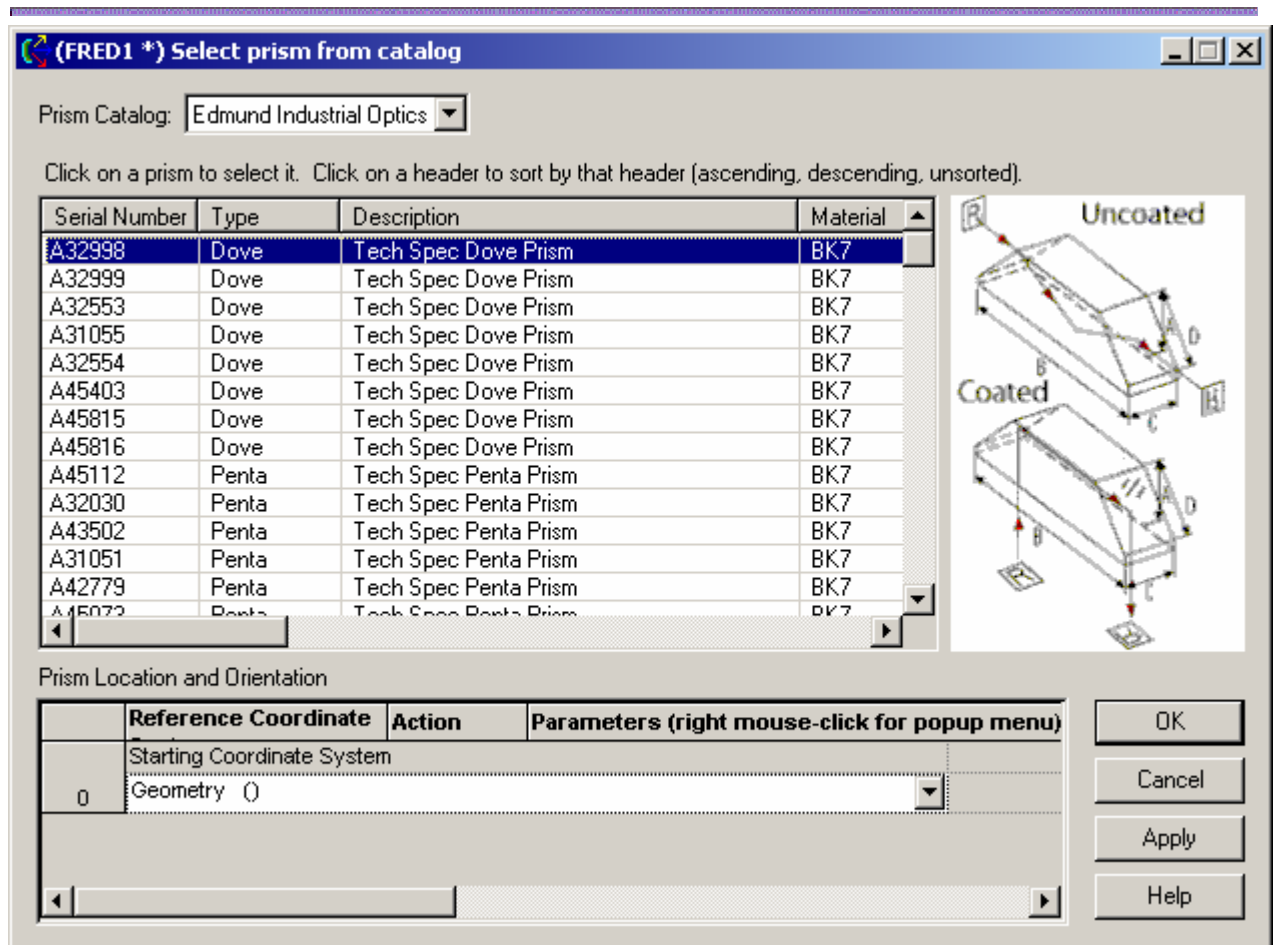 (FRED1 *) Select prism from catalog
Prism Catalog: Edmund Industrial Optics
Click on a prism to select it. Click on a header to sort by that header (ascending, descending, unsorted).
Serial Number Type Description Material
A32998 Dove Tech Spec Dove Prism BK7
A32999 Dove Tech Spec Dove Prism BK7
A32553 Dove Tech Spec Dove Prism BK7
A31055 Dove Tech Spec Dove Prism BK7
A32554 Dove Tech Spec Dove Prism BK7
A45403 Dove Tech Spec Dove Prism BK7
A45815 Dove Tech Spec Dove Prism BK7
A45816 Dove Tech Spec Dove Prism BK7
A45112 Penta Tech Spec Penta Prism BK7
A32030 Penta Tech Spec Penta Prism BK7
A43502 Penta Tech Spec Penta Prism BK7
A31051 Penta Tech Spec Penta Prism BK7
A42779 Penta Tech Spec Penta Prism BK7
Penta Tech Spec Penta Prism BK7
R Uncoated
A
D
B
C
Coated
A
D
B
C
Prism Location and Orientation
Reference Coordinate Action Parameters (right mouse-click for popup menu)
Starting Coordinate System
0 Geometry ()
OK
Cancel
Apply
Help